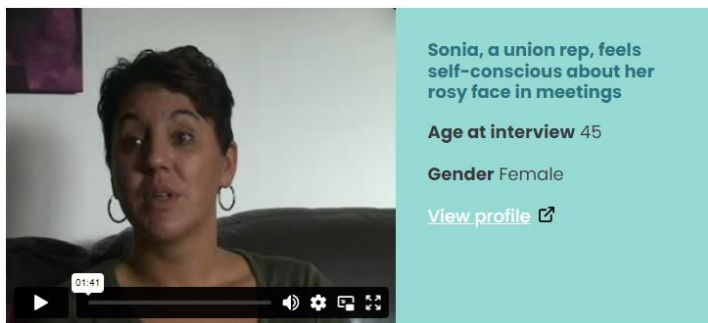 Sonia, a union rep, feels
self-conscious about her
rosy face in meetings
Age at interview 45
Gender Female
View profile
01:41